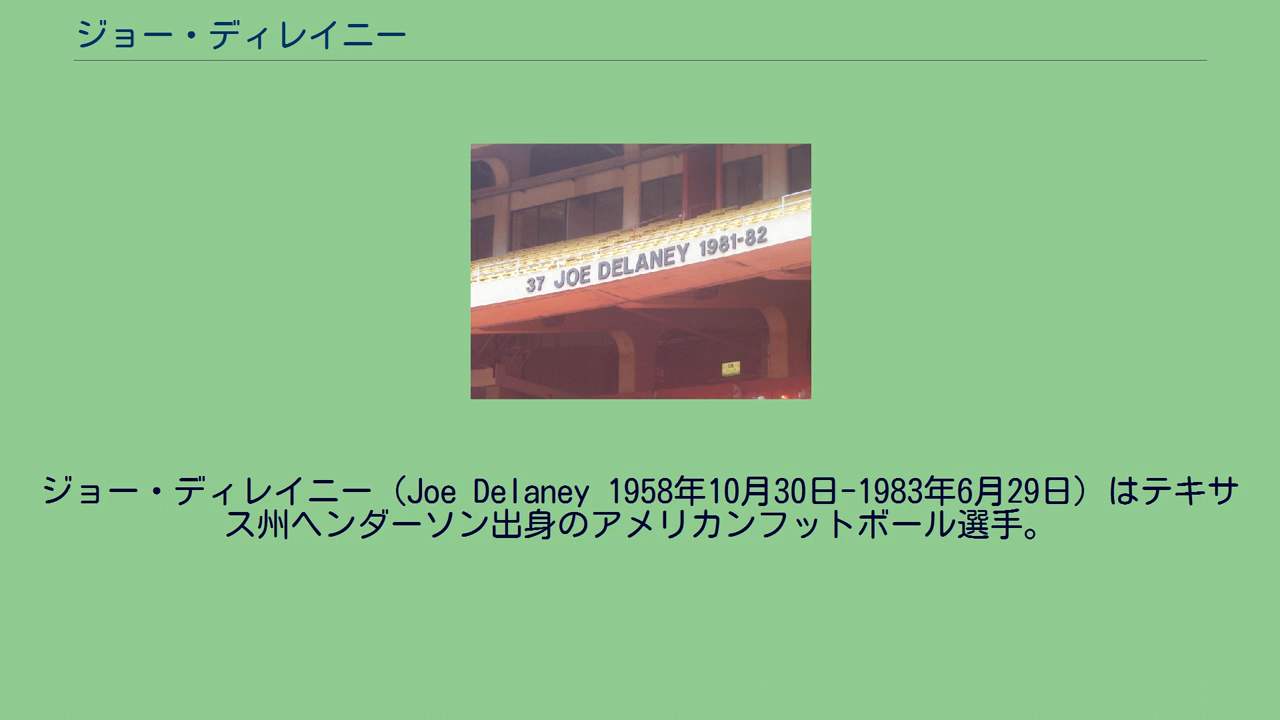 ジョー・ディレイニー
37 JOE DELANEY 1981-82
ジョー・ディレイニー（Joe Delaney 1958年10月30日-1983年6月29日）はテキサ
ス州ヘンダーソン出身のアメリカンフットボール選手。